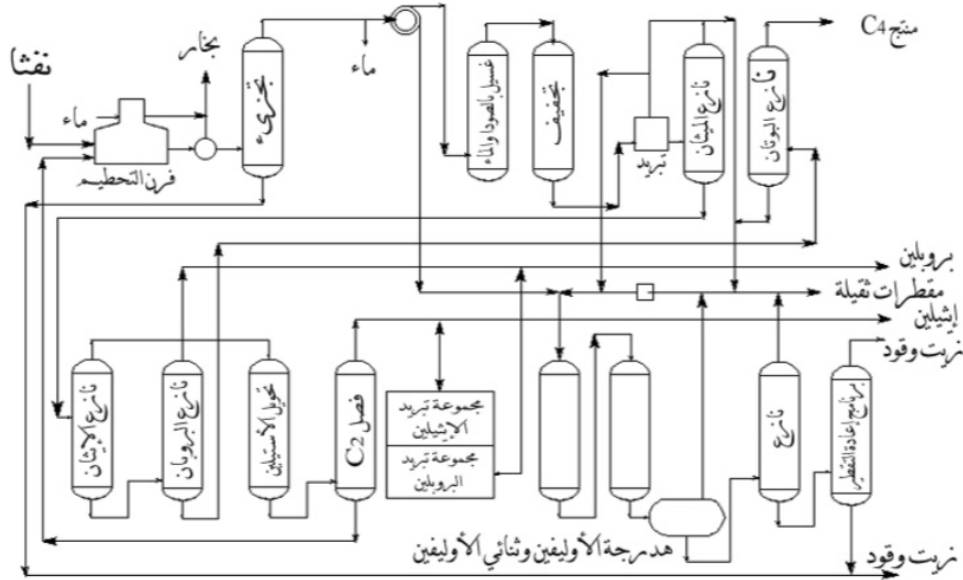 منتج C4
بخار
نفثا
ماء
ماء
تجزيء
غسيل بالصودا والماء
تجفيف
نازع الميثان
نازع البوتان
تبريد
فرن التحطيم
بروبلين
مقطرات ثقيلة
إيثيلين
زيت وقود
نازع الإيثان
نازع البروبان
تحويل الأستيلين
فصل C2
مجموعة تبريد
الإيثيلين
مجموعة تبريد
البروبلين
نازع
برنامج إعادة التقطير
هدرجة الأوليفين وثنائي الأوليفين
زيت وقود